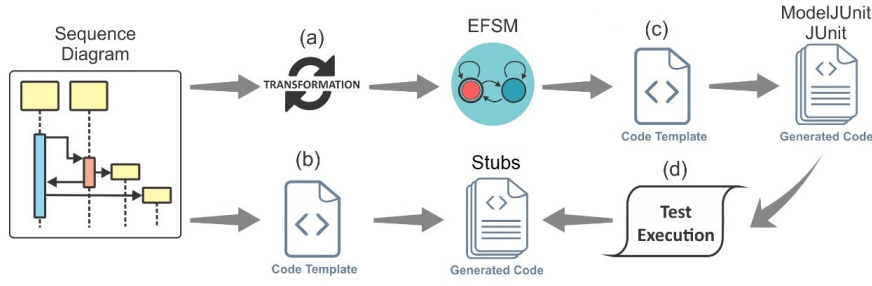 Sequence
Diagram
(a)
TRANSFORMATION
EFSM
(c)
Code Template
ModelJUnit
JUnit
Generated Code
(b)
Code Template
Stubs
Generated Code
(d)
Test
Execution